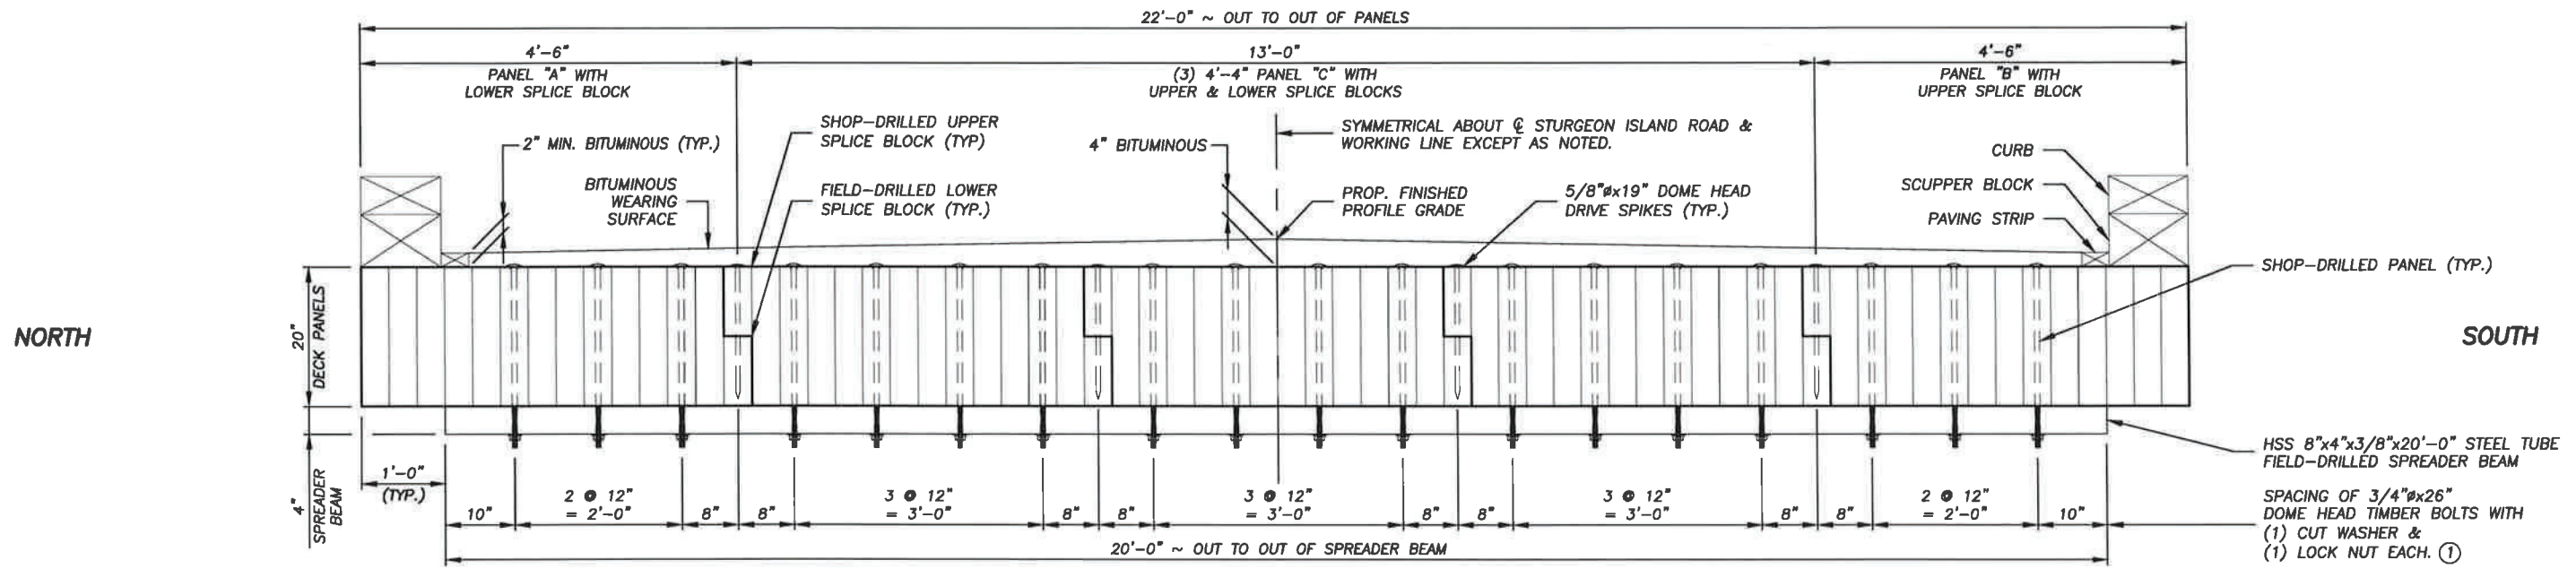 22'-0" ~ OUT TO OUT OF PANELS
4'-6"
PANEL "A" WITH
LOWER SPLICE BLOCK
13'-0"
(3) 4'-4" PANEL "C" WITH
UPPER & LOWER SPLICE BLOCKS
4'-6"
PANEL "B" WITH
UPPER SPLICE BLOCK
2" MIN. BITUMINOUS (TYP.)
SHOP-DRILLED UPPER
SPLICE BLOCK (TYP)
4" BITUMINOUS
SYMMETRICAL ABOUT ℄ STURGEON ISLAND ROAD &
WORKING LINE EXCEPT AS NOTED.
CURB
BITUMINOUS
WEARING
SURFACE
FIELD-DRILLED LOWER
SPLICE BLOCK (TYP.)
PROP. FINISHED
PROFILE GRADE
5/8"øx19" DOME HEAD
DRIVE SPIKES (TYP.)
SCUPPER BLOCK
PAVING STRIP
SHOP-DRILLED PANEL (TYP.)
NORTH
20"
DECK PANELS
SOUTH
HSS 8"x4"x3/8"x20'-0" STEEL TUBE
FIELD-DRILLED SPREADER BEAM
4"
SPREADER
BEAM
1'-0"
(TYP.)
10"
2 @ 12"
= 2'-0"
8"
8"
3 @ 12"
= 3'-0"
8"
8"
3 @ 12"
= 3'-0"
8"
8"
3 @ 12"
= 3'-0"
8"
8"
2 @ 12"
= 2'-0"
10"
SPACING OF 3/4"øx26"
DOME HEAD TIMBER BOLTS WITH
(1) CUT WASHER &
(1) LOCK NUT EACH. ①
20'-0" ~ OUT TO OUT OF SPREADER BEAM